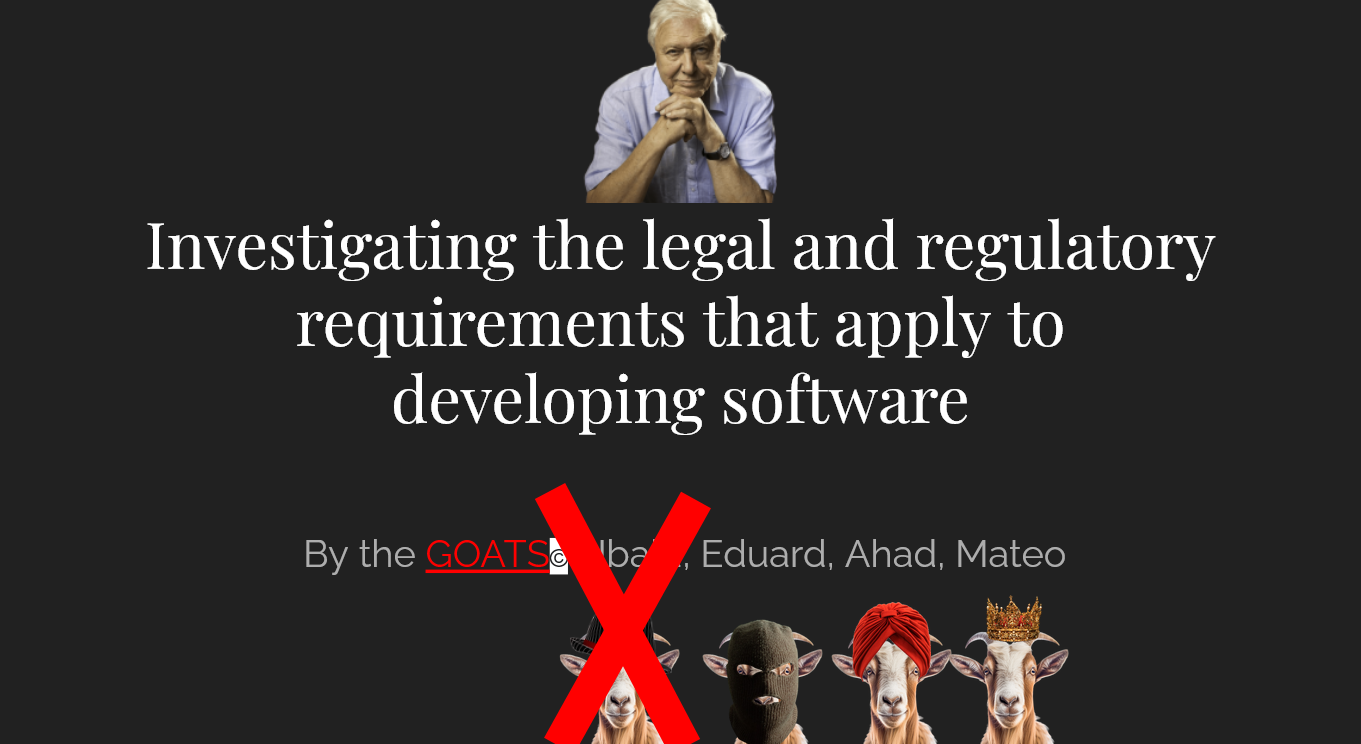 Investigating the legal and regulatory
requirements that apply to
developing software
By the GOATS© Eduard, Ahad, Mateo